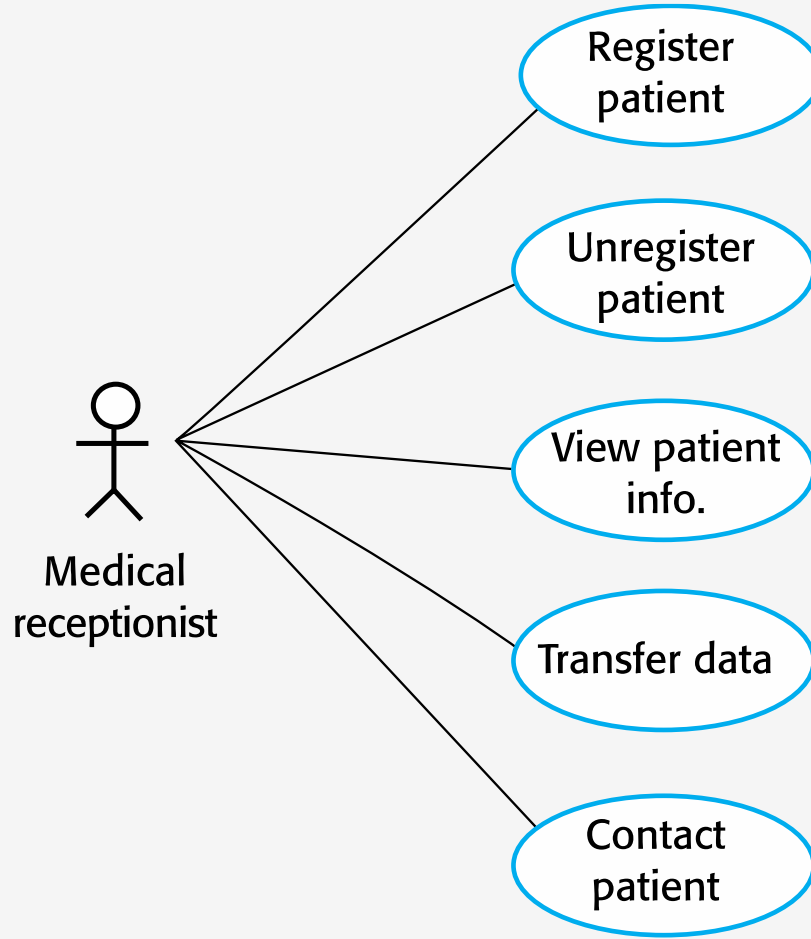 Register
patient
Unregister
patient
View patient
info.
Medical
receptionist
Transfer data
Contact
patient